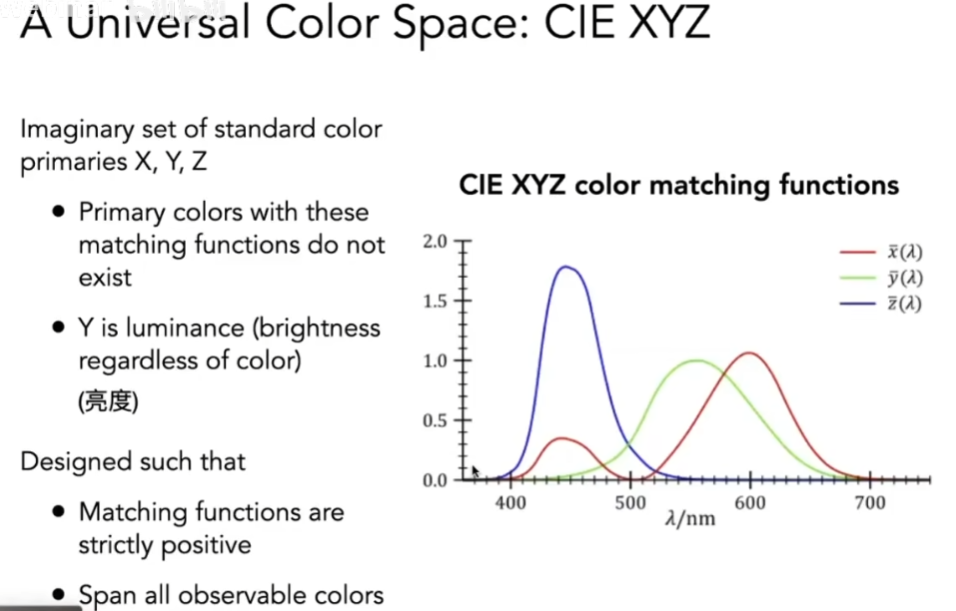 A Universal Color Space: CIE XYZ
Imaginary set of standard color
primaries X, Y, Z
● Primary colors with these
matching functions do not
exist
● Y is luminance (brightness
regardless of color)
(亮度)
Designed such that
● Matching functions are
strictly positive
● Span all observable colors
CIE XYZ color matching functions
2.0
1.5
1.0
0.5
0.0
400 500 600 700
λ/nm
x̄(λ)
ȳ(λ)
z̄(λ)